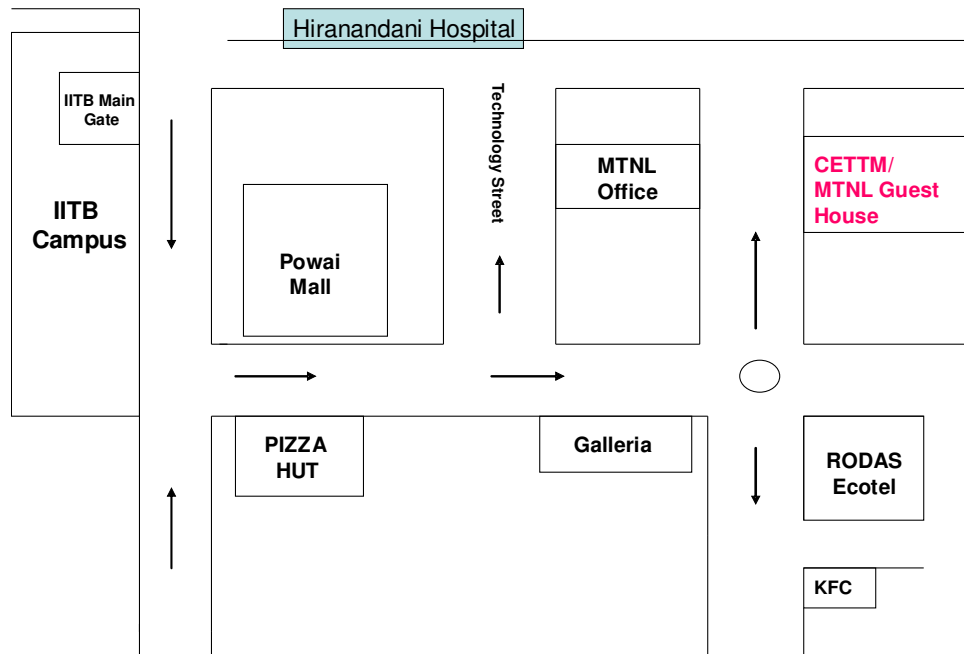 Hiranandani Hospital
IITB Main
Gate
Technology Street
MTNL
Office
CETTM/
MTNL Guest
House
IITB
Campus
Powai
Mall
PIZZA
HUT
Galleria
RODAS
Ecotel
KFC